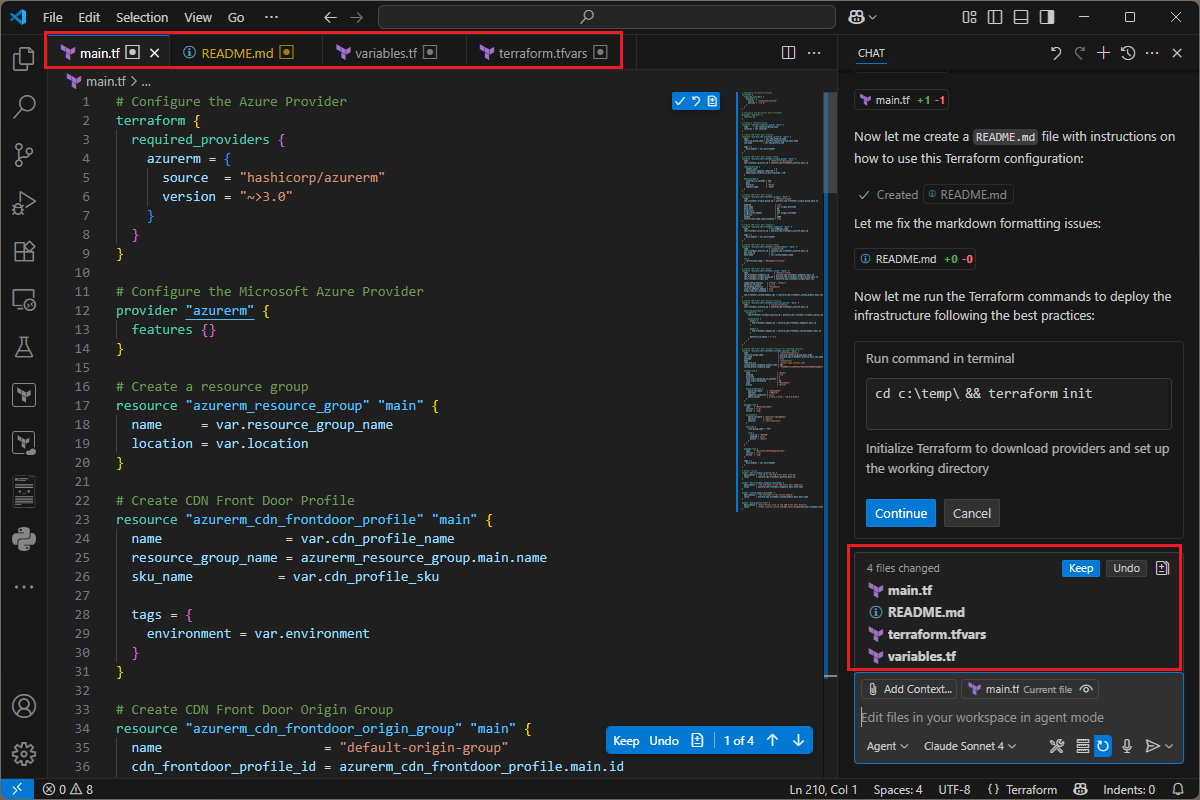 File Edit Selection View Go ···
main.tf
README.md
variables.tf
terraform.tfvars
main.tf > ...
1 # Configure the Azure Provider
2 terraform {
3 required_providers {
4 azurerm = {
5 source  = "hashicorp/azurerm"
6 version = "~>3.0"
7 }
8 }
9 }
10
11 # Configure the Microsoft Azure Provider
12 provider "azurerm" {
13 features {}
14 }
15
16 # Create a resource group
17 resource "azurerm_resource_group" "main" {
18 name     = var.resource_group_name
19 location = var.location
20 }
21
22 # Create CDN Front Door Profile
23 resource "azurerm_cdn_frontdoor_profile" "main" {
24 name                = var.cdn_profile_name
25 resource_group_name = azurerm_resource_group.main.name
26 sku_name            = var.cdn_profile_sku
27
28 tags = {
29 environment = var.environment
30 }
31 }
32
33 # Create CDN Front Door Origin Group
34 resource "azurerm_cdn_frontdoor_origin_group" "main" {
35 name                     = "default-origin-group"
36 cdn_frontdoor_profile_id = azurerm_cdn_frontdoor_profile.main.id
Keep Undo 1 of 4
CHAT
main.tf +1 -1
Now let me create a README.md file with instructions on
how to use this Terraform configuration:
Created README.md
Let me fix the markdown formatting issues:
README.md +0 -0
Now let me run the Terraform commands to deploy the
infrastructure following the best practices:
Run command in terminal
cd c:\temp\ && terraform init
Initialize Terraform to download providers and set up
the working directory
Continue Cancel
4 files changed Keep Undo
main.tf
README.md
terraform.tfvars
variables.tf
Add Context... main.tf Current file
Edit files in your workspace in agent mode
Agent Claude Sonnet 4
0 8 Ln 210, Col 1 Spaces: 4 UTF-8 {} Terraform Indents: 0